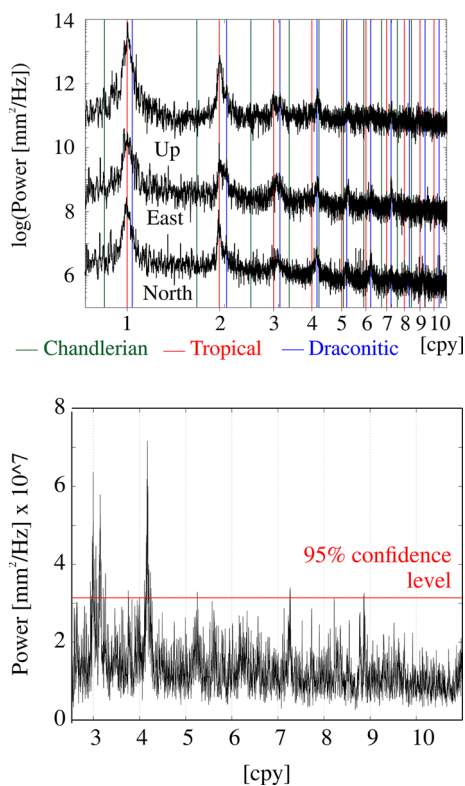 log(Power [mm²/Hz])
14
12
10
8
6
Up
East
North
1 2 3 4 5 6 7 8 9 10
[cpy]
— Chandlerian — Tropical — Draconitic
Power [mm²/Hz] x 10^7
8
6
4
2
0
95% confidence
level
3 4 5 6 7 8 9 10
[cpy]